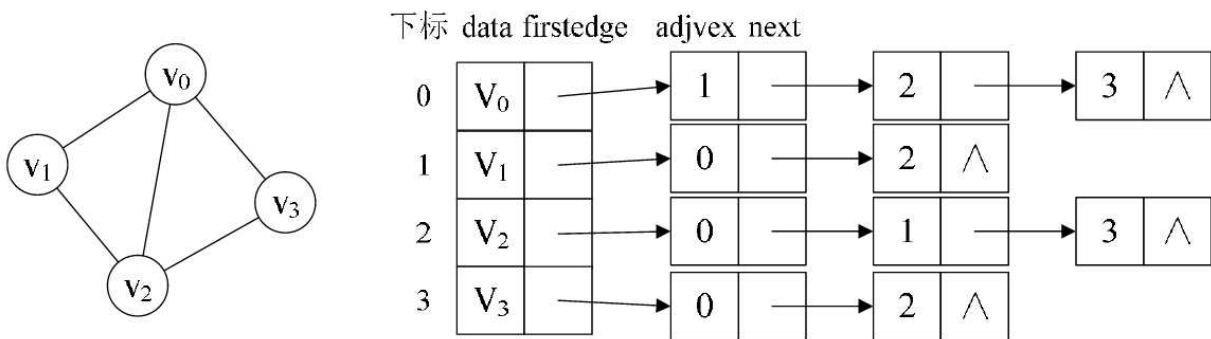 下标 data firstedge adjvex next
v0
v1
v3
v2
0 V0 1 2 3 ∧
1 V1 0 2 ∧
2 V2 0 1 3 ∧
3 V3 0 2 ∧